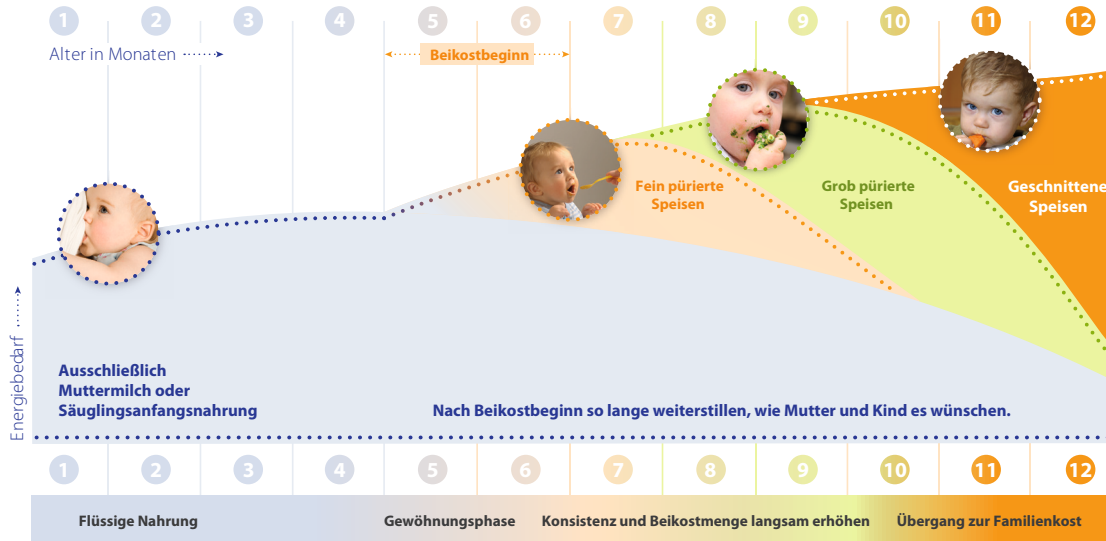 1 2 3 4 5 6 7 8 9 10 11 12
Alter in Monaten
Beikostbeginn
Fein pürierte
Speisen
Grob pürierte
Speisen
Geschnittene
Speisen
Energiebedarf
Ausschließlich
Muttermilch oder
Säuglingsanfangsnahrung
Nach Beikostbeginn so lange weiterstillen, wie Mutter und Kind es wünschen.
1 2 3 4 5 6 7 8 9 10 11 12
Flüssige Nahrung
Gewöhnungsphase
Konsistenz und Beikostmenge langsam erhöhen
Übergang zur Familienkost